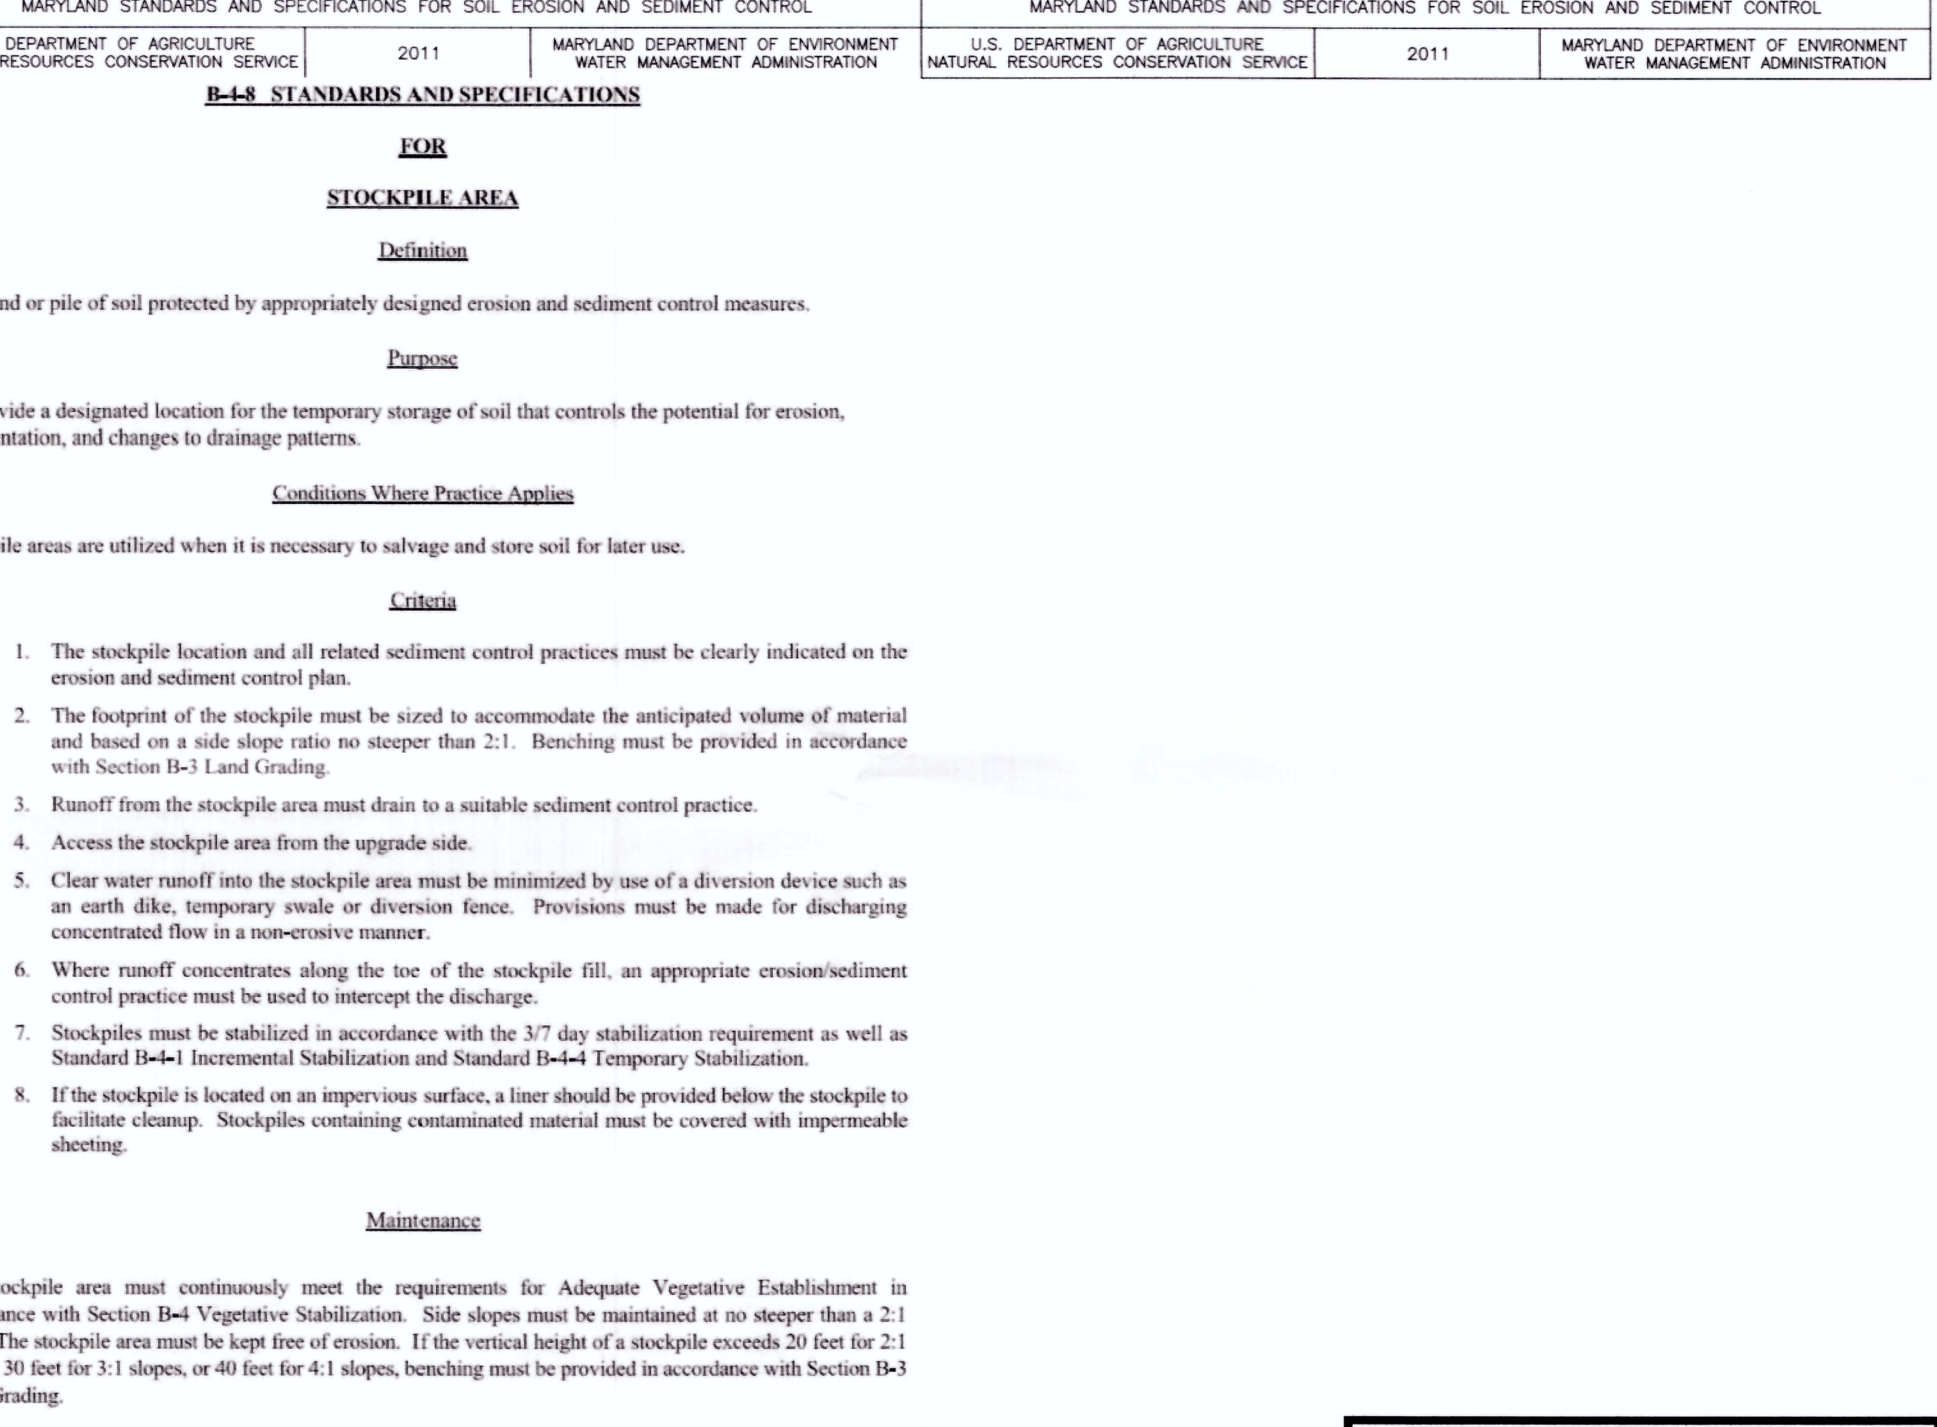 MARYLAND STANDARDS AND SPECIFICATIONS FOR SOIL EROSION AND SEDIMENT CONTROL
DEPARTMENT OF AGRICULTURE
RESOURCES CONSERVATION SERVICE
2011
MARYLAND DEPARTMENT OF ENVIRONMENT
WATER MANAGEMENT ADMINISTRATION
MARYLAND STANDARDS AND SPECIFICATIONS FOR SOIL EROSION AND SEDIMENT CONTROL
U.S. DEPARTMENT OF AGRICULTURE
NATURAL RESOURCES CONSERVATION SERVICE
2011
MARYLAND DEPARTMENT OF ENVIRONMENT
WATER MANAGEMENT ADMINISTRATION
B-4-8 STANDARDS AND SPECIFICATIONS
FOR
STOCKPILE AREA
Definition
nd or pile of soil protected by appropriately designed erosion and sediment control measures.
Purpose
vide a designated location for the temporary storage of soil that controls the potential for erosion,
ntation, and changes to drainage patterns.
Conditions Where Practice Applies
ile areas are utilized when it is necessary to salvage and store soil for later use.
Criteria
1. The stockpile location and all related sediment control practices must be clearly indicated on the
erosion and sediment control plan.
2. The footprint of the stockpile must be sized to accommodate the anticipated volume of material
and based on a side slope ratio no steeper than 2:1. Benching must be provided in accordance
with Section B-3 Land Grading.
3. Runoff from the stockpile area must drain to a suitable sediment control practice.
4. Access the stockpile area from the upgrade side.
5. Clear water runoff into the stockpile area must be minimized by use of a diversion device such as
an earth dike, temporary swale or diversion fence. Provisions must be made for discharging
concentrated flow in a non-erosive manner.
6. Where runoff concentrates along the toe of the stockpile fill, an appropriate erosion/sediment
control practice must be used to intercept the discharge.
7. Stockpiles must be stabilized in accordance with the 3/7 day stabilization requirement as well as
Standard B-4-1 Incremental Stabilization and Standard B-4-4 Temporary Stabilization.
8. If the stockpile is located on an impervious surface, a liner should be provided below the stockpile to
facilitate cleanup. Stockpiles containing contaminated material must be covered with impermeable
sheeting.
Maintenance
ockpile area must continuously meet the requirements for Adequate Vegetative Establishment in
ance with Section B-4 Vegetative Stabilization. Side slopes must be maintained at no steeper than a 2:1
The stockpile area must be kept free of erosion. If the vertical height of a stockpile exceeds 20 feet for 2:1
30 feet for 3:1 slopes, or 40 feet for 4:1 slopes, benching must be provided in accordance with Section B-3
Grading.